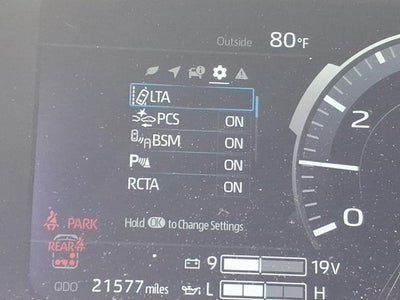 Outside 80°F
LTA
PCS ON
BSM ON
P ON
RCTA ON
Hold OK to Change Settings
2
0
PARK
REAR
9 19V
ODO 21577 miles
L H